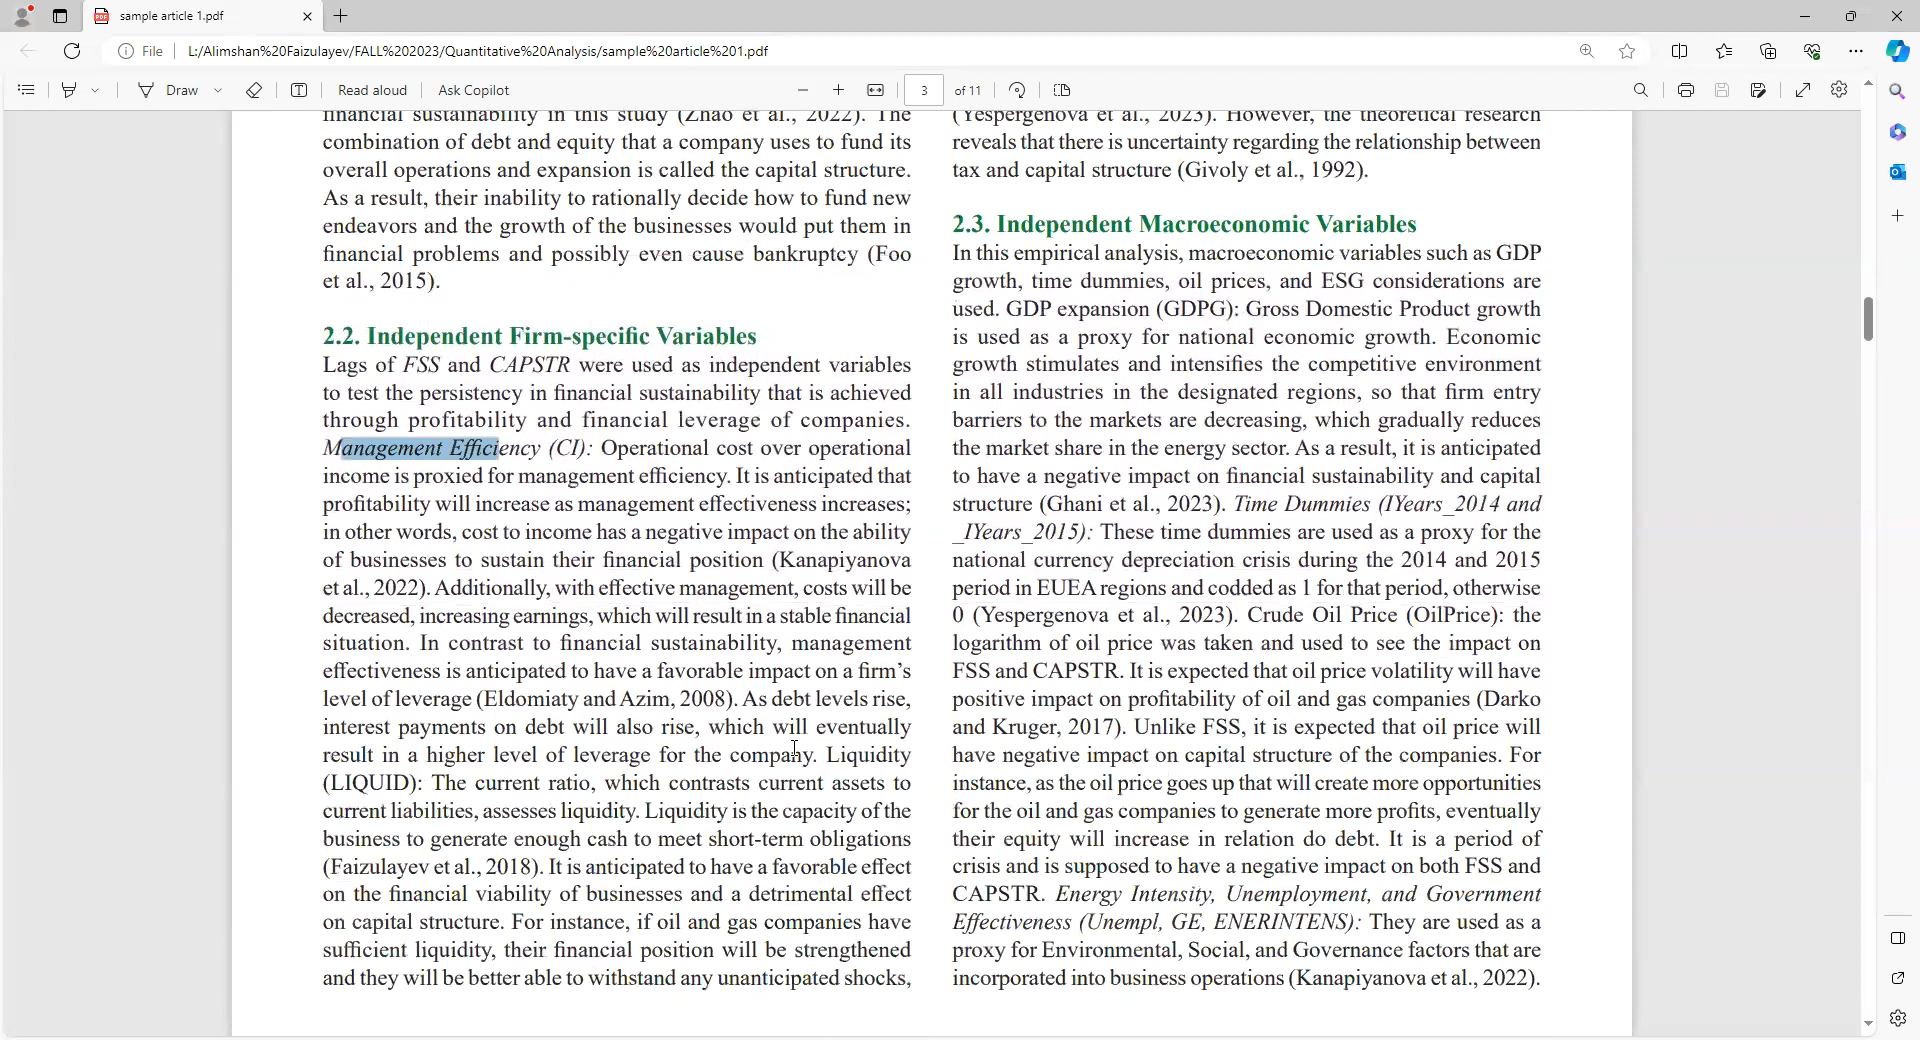 sample article 1.pdf
File
L:/Alimshan%20Faizulayev/FALL%202023/Quantitative%20Analysis/sample%20article%201.pdf
Draw
Read aloud
Ask Copilot
3
of 11
financial sustainability in this study (Zhao et al., 2022). The
combination of debt and equity that a company uses to fund its
overall operations and expansion is called the capital structure.
As a result, their inability to rationally decide how to fund new
endeavors and the growth of the businesses would put them in
financial problems and possibly even cause bankruptcy (Foo
et al., 2015).
2.2. Independent Firm-specific Variables
Lags of FSS and CAPSTR were used as independent variables
to test the persistency in financial sustainability that is achieved
through profitability and financial leverage of companies.
Management Efficiency (CI): Operational cost over operational
income is proxied for management efficiency. It is anticipated that
profitability will increase as management effectiveness increases;
in other words, cost to income has a negative impact on the ability
of businesses to sustain their financial position (Kanapiyanova
et al., 2022). Additionally, with effective management, costs will be
decreased, increasing earnings, which will result in a stable financial
situation. In contrast to financial sustainability, management
effectiveness is anticipated to have a favorable impact on a firm's
level of leverage (Eldomiaty and Azim, 2008). As debt levels rise,
interest payments on debt will also rise, which will eventually
result in a higher level of leverage for the company. Liquidity
(LIQUID): The current ratio, which contrasts current assets to
current liabilities, assesses liquidity. Liquidity is the capacity of the
business to generate enough cash to meet short-term obligations
(Faizulayev et al., 2018). It is anticipated to have a favorable effect
on the financial viability of businesses and a detrimental effect
on capital structure. For instance, if oil and gas companies have
sufficient liquidity, their financial position will be strengthened
and they will be better able to withstand any unanticipated shocks,
(Yespergenova et al., 2023). However, the theoretical research
reveals that there is uncertainty regarding the relationship between
tax and capital structure (Givoly et al., 1992).
2.3. Independent Macroeconomic Variables
In this empirical analysis, macroeconomic variables such as GDP
growth, time dummies, oil prices, and ESG considerations are
used. GDP expansion (GDPG): Gross Domestic Product growth
is used as a proxy for national economic growth. Economic
growth stimulates and intensifies the competitive environment
in all industries in the designated regions, so that firm entry
barriers to the markets are decreasing, which gradually reduces
the market share in the energy sector. As a result, it is anticipated
to have a negative impact on financial sustainability and capital
structure (Ghani et al., 2023). Time Dummies (IYears_2014 and
_IYears_2015): These time dummies are used as a proxy for the
national currency depreciation crisis during the 2014 and 2015
period in EUEA regions and codded as 1 for that period, otherwise
0 (Yespergenova et al., 2023). Crude Oil Price (OilPrice): the
logarithm of oil price was taken and used to see the impact on
FSS and CAPSTR. It is expected that oil price volatility will have
positive impact on profitability of oil and gas companies (Darko
and Kruger, 2017). Unlike FSS, it is expected that oil price will
have negative impact on capital structure of the companies. For
instance, as the oil price goes up that will create more opportunities
for the oil and gas companies to generate more profits, eventually
their equity will increase in relation do debt. It is a period of
crisis and is supposed to have a negative impact on both FSS and
CAPSTR. Energy Intensity, Unemployment, and Government
Effectiveness (Unempl, GE, ENERINTENS): They are used as a
proxy for Environmental, Social, and Governance factors that are
incorporated into business operations (Kanapiyanova et al., 2022).